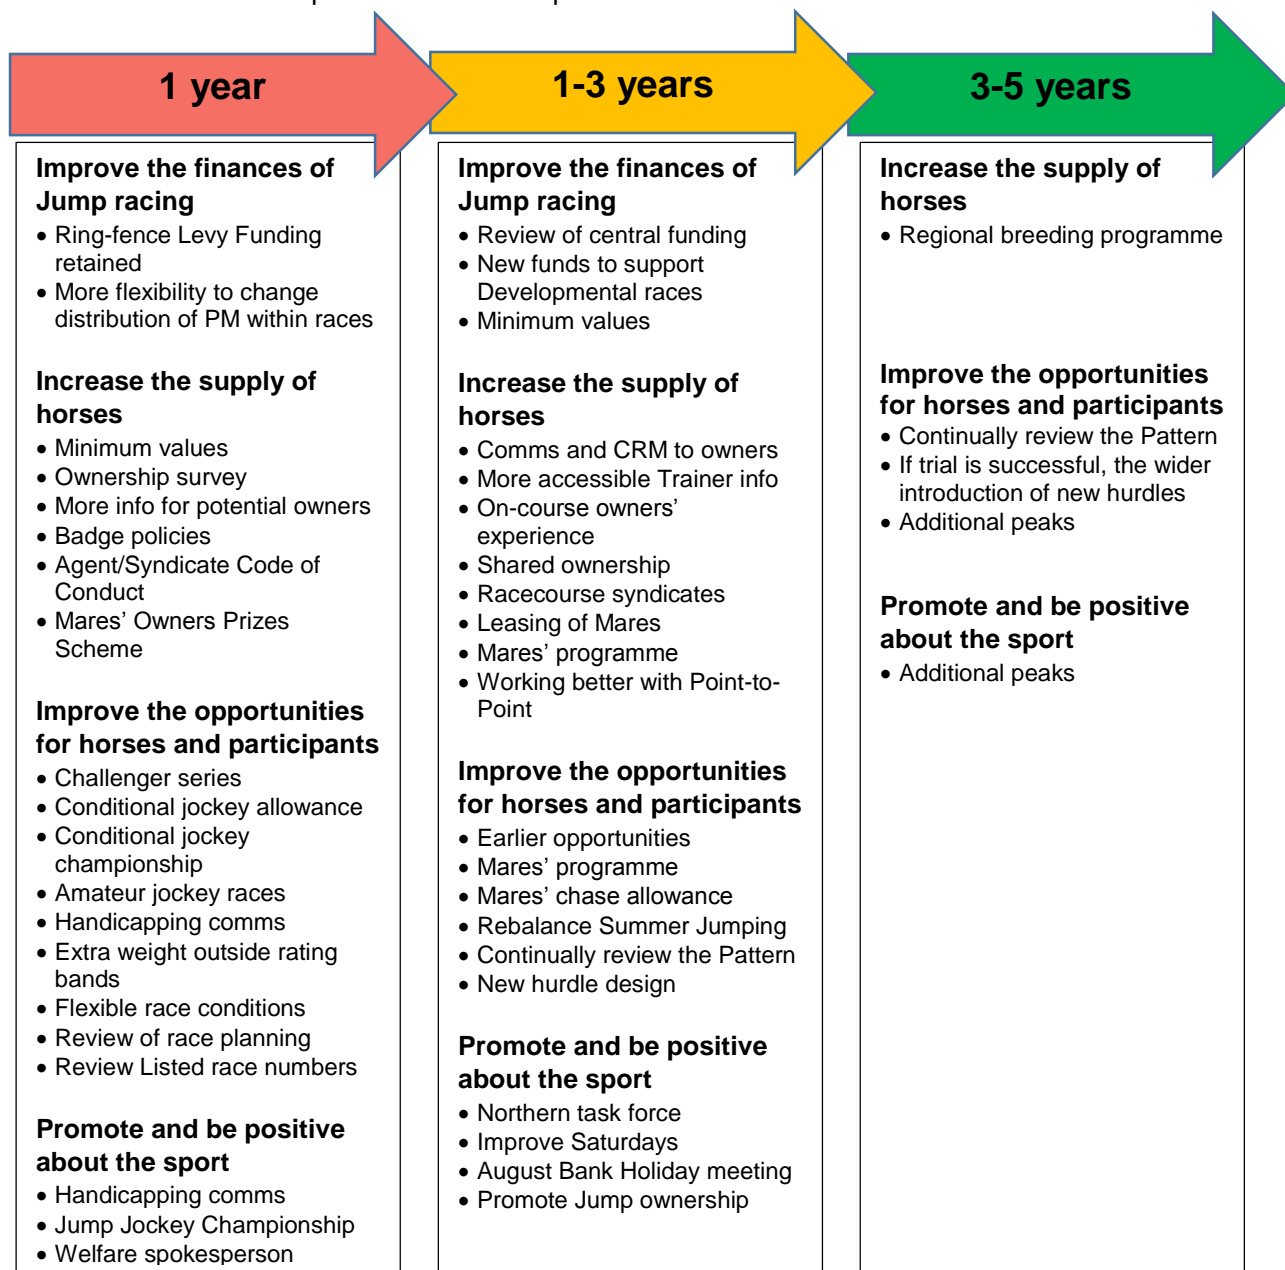 1 year
1-3 years
3-5 years
Improve the finances of
Jump racing
• Ring-fence Levy Funding
retained
• More flexibility to change
distribution of PM within races
Increase the supply of
horses
• Minimum values
• Ownership survey
• More info for potential owners
• Badge policies
• Agent/Syndicate Code of
Conduct
• Mares' Owners Prizes
Scheme
Improve the opportunities
for horses and participants
• Challenger series
• Conditional jockey allowance
• Conditional jockey
championship
• Amateur jockey races
• Handicapping comms
• Extra weight outside rating
bands
• Flexible race conditions
• Review of race planning
• Review Listed race numbers
Promote and be positive
about the sport
• Handicapping comms
• Jump Jockey Championship
• Welfare spokesperson
Improve the finances of
Jump racing
• Review of central funding
• New funds to support
Developmental races
• Minimum values
Increase the supply of
horses
• Comms and CRM to owners
• More accessible Trainer info
• On-course owners'
experience
• Shared ownership
• Racecourse syndicates
• Leasing of Mares
• Mares' programme
• Working better with Point-to-
Point
Improve the opportunities
for horses and participants
• Earlier opportunities
• Mares' programme
• Mares' chase allowance
• Rebalance Summer Jumping
• Continually review the Pattern
• New hurdle design
Promote and be positive
about the sport
• Northern task force
• Improve Saturdays
• August Bank Holiday meeting
• Promote Jump ownership
Increase the supply of
horses
• Regional breeding programme
Improve the opportunities
for horses and participants
• Continually review the Pattern
• If trial is successful, the wider
introduction of new hurdles
• Additional peaks
Promote and be positive
about the sport
• Additional peaks